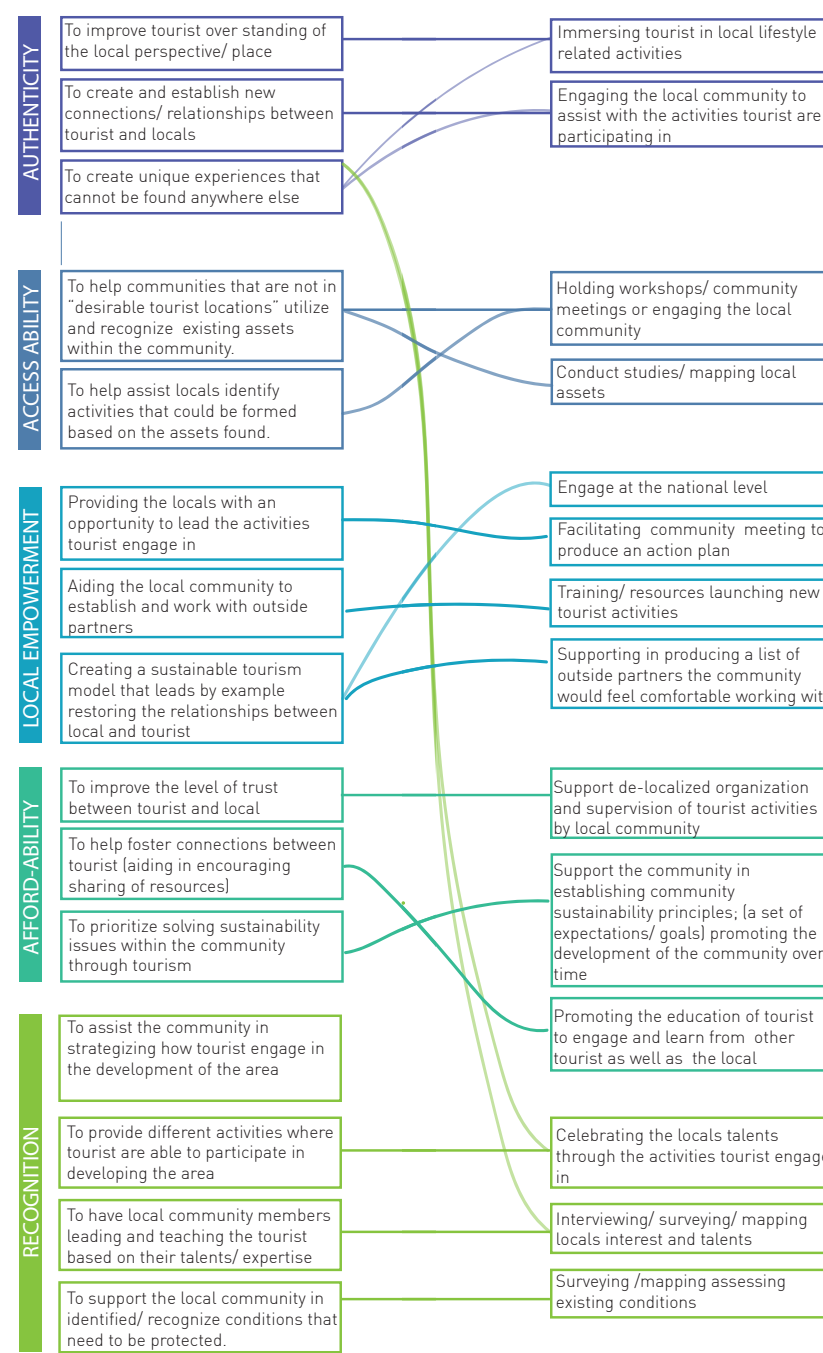 AUTHENTICITY
To improve tourist over standing of
the local perspective/ place
To create and establish new
connections/ relationships between
tourist and locals
To create unique experiences that
cannot be found anywhere else
Immersing tourist in local lifestyle
related activities
Engaging the local community to
assist with the activities tourist are
participating in
ACCESS ABILITY
To help communities that are not in
"desirable tourist locations" utilize
and recognize existing assets
within the community.
To help assist locals identify
activities that could be formed
based on the assets found.
Holding workshops/ community
meetings or engaging the local
community
Conduct studies/ mapping local
assets
LOCAL EMPOWERMENT
Providing the locals with an
opportunity to lead the activities
tourist engage in
Aiding the local community to
establish and work with outside
partners
Creating a sustainable tourism
model that leads by example
restoring the relationships between
local and tourist
Engage at the national level
Facilitating community meeting to
produce an action plan
Training/ resources launching new
tourist activities
Supporting in producing a list of
outside partners the community
would feel comfortable working wit
AFFORD-ABILITY
To improve the level of trust
between tourist and local
To help foster connections between
tourist (aiding in encouraging
sharing of resources)
To prioritize solving sustainability
issues within the community
through tourism
Support de-localized organization
and supervision of tourist activities
by local community
Support the community in
establishing community
sustainability principles; (a set of
expectations/ goals) promoting the
development of the community over
time
Promoting the education of tourist
to engage and learn from other
tourist as well as the local
RECOGNITION
To assist the community in
strategizing how tourist engage in
the development of the area
To provide different activities where
tourist are able to participate in
developing the area
To have local community members
leading and teaching the tourist
based on their talents/ expertise
To support the local community in
identified/ recognize conditions that
need to be protected.
Celebrating the locals talents
through the activities tourist engage
in
Interviewing/ surveying/ mapping
locals interest and talents
Surveying /mapping assessing
existing conditions